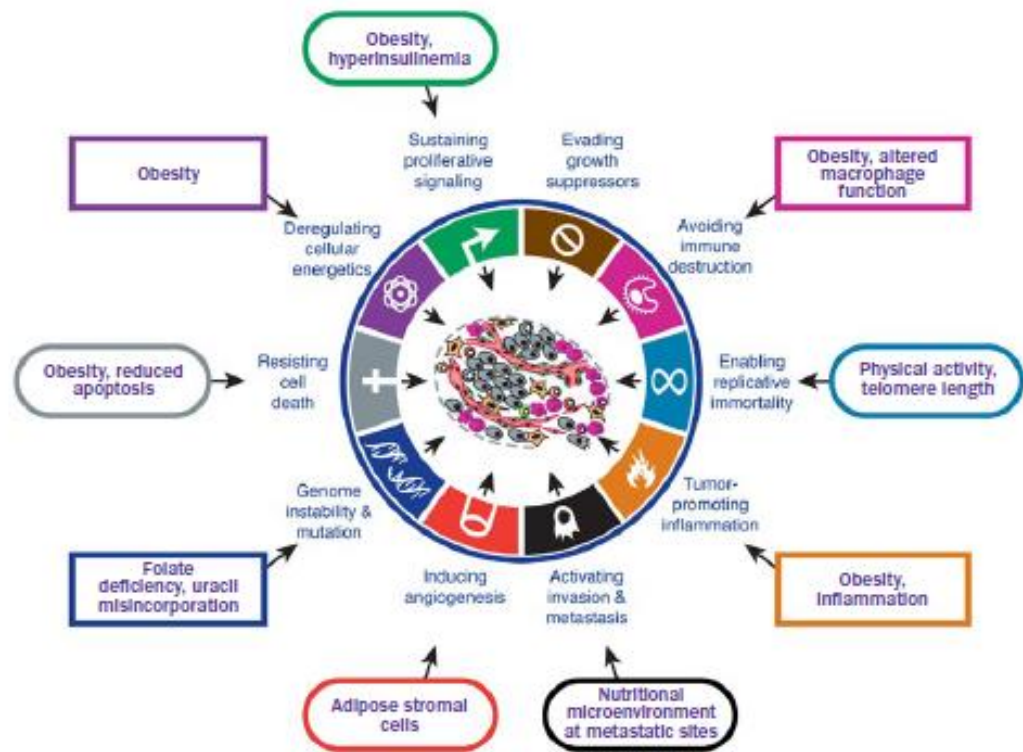 Obesity,
hyperinsulinemia
Sustaining
proliferative
signaling
Evading
growth
suppressors
Obesity
Obesity, altered
macrophage
function
Deregulating
cellular
energetics
Avoiding
immune
destruction
Obesity, reduced
apoptosis
Resisting
cell
death
Enabling
replicative
immortality
Physical activity,
telomere length
Genome
instability &
mutation
Tumor-
promoting
inflammation
Folate
deficiency, uracil
misincorporation
Inducing
angiogenesis
Activating
invasion &
metastasis
Obesity,
inflammation
Adipose stromal
cells
Nutritional
microenvironment
at metastatic sites